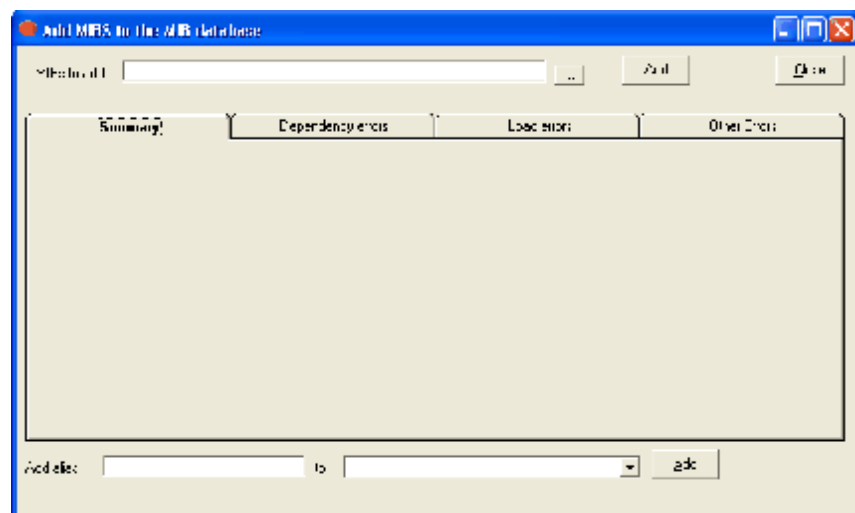 Add MIBS to the MIB database
MIBs to add
...
Add
Close
Summary
Dependency errors
Load errors
Other Errors
Add alias
to
Add